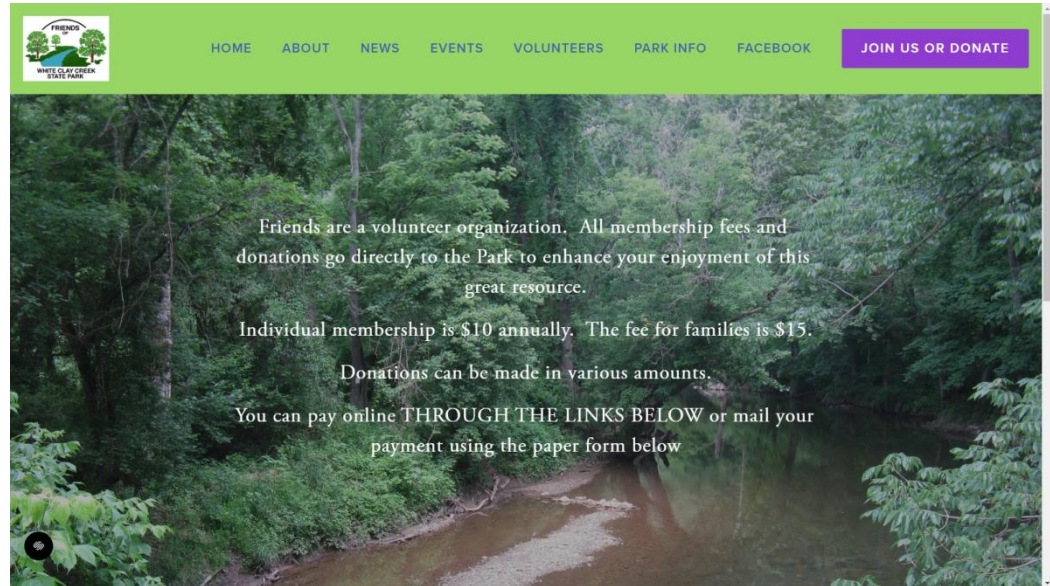 FRIENDS
OF
WHITE CLAY CREEK
STATE PARK
HOME ABOUT NEWS EVENTS VOLUNTEERS PARK INFO FACEBOOK JOIN US OR DONATE
Friends are a volunteer organization. All membership fees and
donations go directly to the Park to enhance your enjoyment of this
great resource.
Individual membership is $10 annually. The fee for families is $15.
Donations can be made in various amounts.
You can pay online THROUGH THE LINKS BELOW or mail your
payment using the paper form below